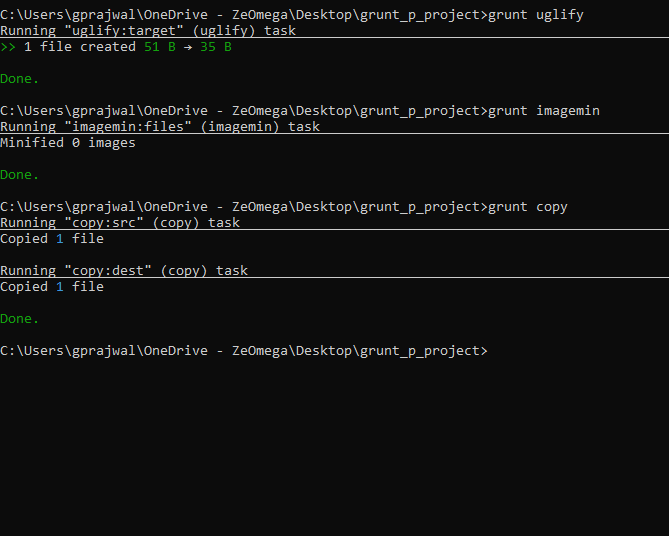 C:\Users\gprajwal\OneDrive - ZeOmega\Desktop\grunt_p_project>grunt uglify
Running "uglify:target" (uglify) task
>> 1 file created 51 B → 35 B
Done.
C:\Users\gprajwal\OneDrive - ZeOmega\Desktop\grunt_p_project>grunt imagemin
Running "imagemin:files" (imagemin) task
Minified 0 images
Done.
C:\Users\gprajwal\OneDrive - ZeOmega\Desktop\grunt_p_project>grunt copy
Running "copy:src" (copy) task
Copied 1 file
Running "copy:dest" (copy) task
Copied 1 file
Done.
C:\Users\gprajwal\OneDrive - ZeOmega\Desktop\grunt_p_project>